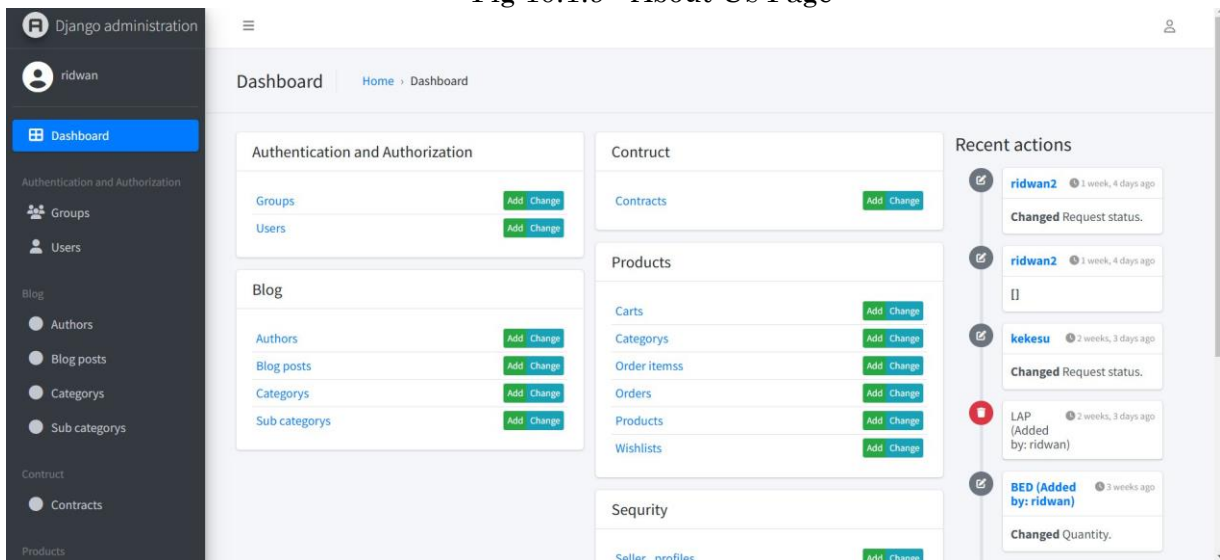 Fig 10.1.3 About Us Page
Django administration
ridwan
Dashboard
Authentication and Authorization
Groups
Users
Blog
Authors
Blog posts
Categorys
Sub categorys
Contruct
Contracts
Products
Dashboard
Home › Dashboard
Authentication and Authorization
Groups Add Change
Users Add Change
Blog
Authors Add Change
Blog posts Add Change
Categorys Add Change
Sub categorys Add Change
Contruct
Contracts Add Change
Products
Carts Add Change
Categorys Add Change
Order itemss Add Change
Orders Add Change
Products Add Change
Wishlists Add Change
Sequrity
Seller_profiles Add Change
Recent actions
ridwan2 1 week, 4 days ago
Changed Request status.
ridwan2 1 week, 4 days ago
[]
kekesu 2 weeks, 3 days ago
Changed Request status.
LAP 2 weeks, 3 days ago
(Added
by: ridwan)
BED (Added 3 weeks ago
by: ridwan)
Changed Quantity.